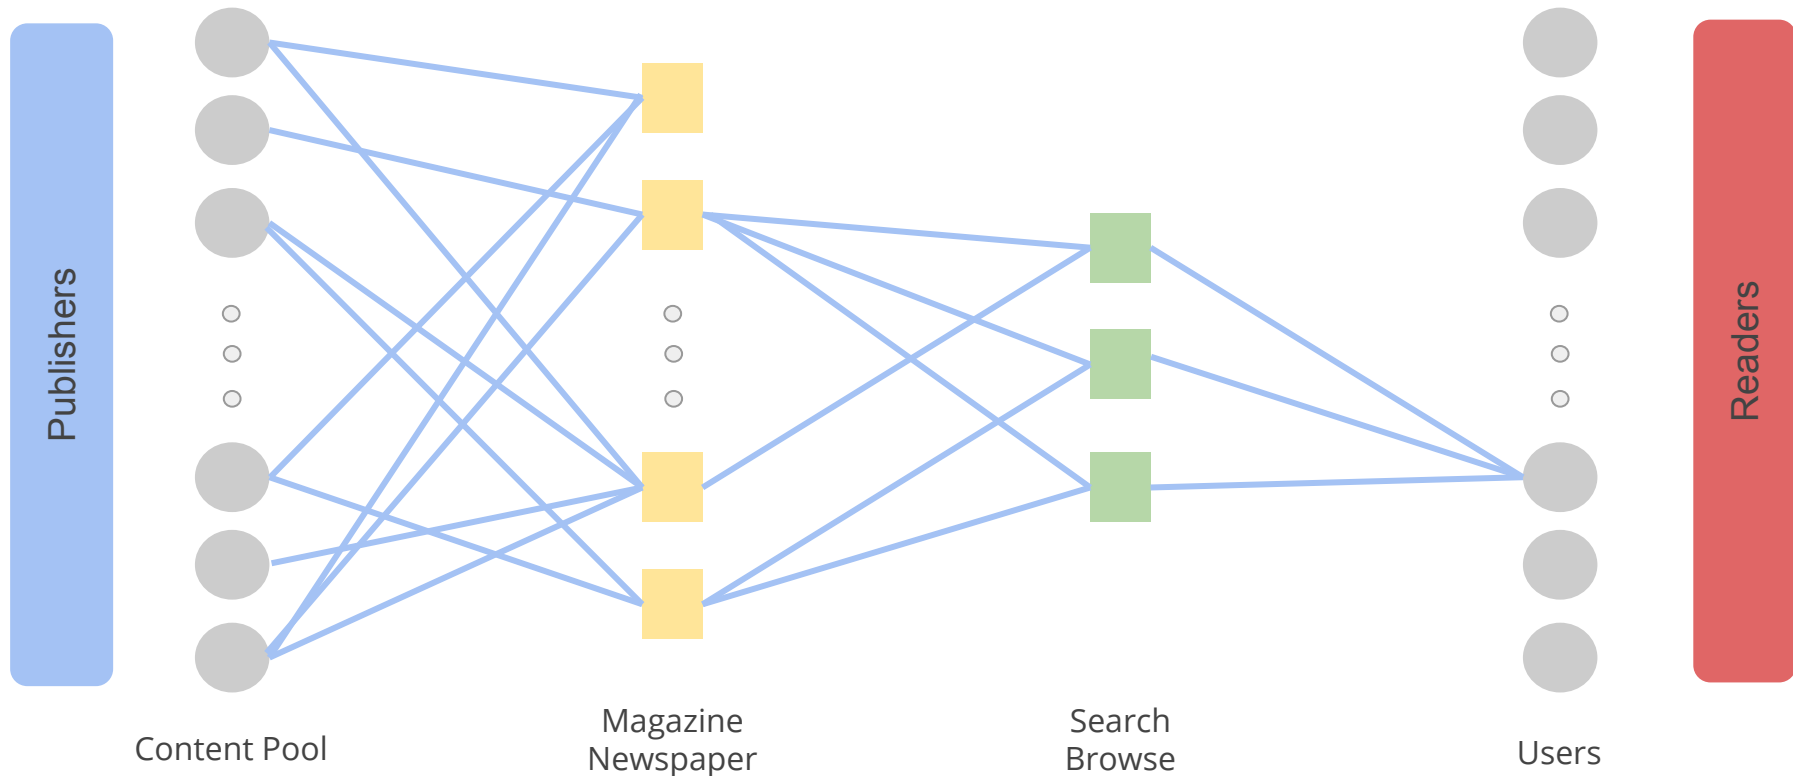 Publishers
Readers
Content Pool
Magazine
Newspaper
Search
Browse
Users